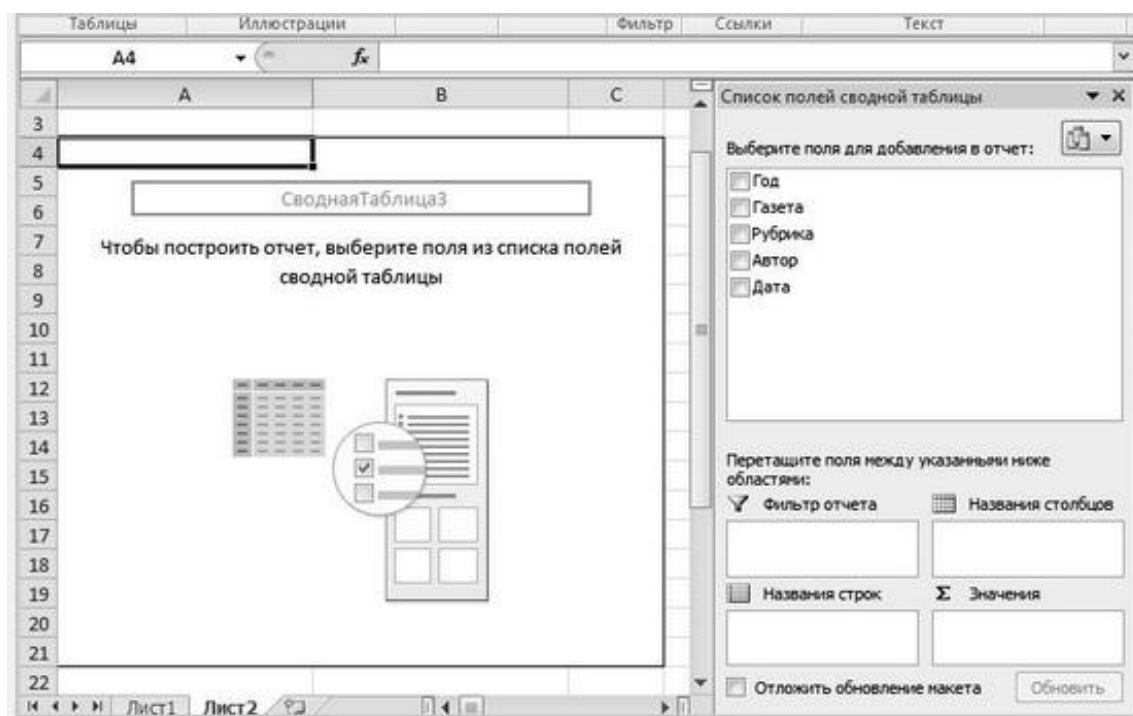 Таблицы Иллюстрации Фильтр Ссылки Текст
A4 fx
A B C
3
4
5
6
7
8
9
10
11
12
13
14
15
16
17
18
19
20
21
22
СводнаяТаблица3
Чтобы построить отчет, выберите поля из списка полей
сводной таблицы
Лист1 Лист2
Список полей сводной таблицы
Выберите поля для добавления в отчет:
Год
Газета
Рубрика
Автор
Дата
Перетащите поля между указанными ниже
областями:
Фильтр отчета Названия столбцов
Названия строк Σ Значения
Отложить обновление макета Обновить